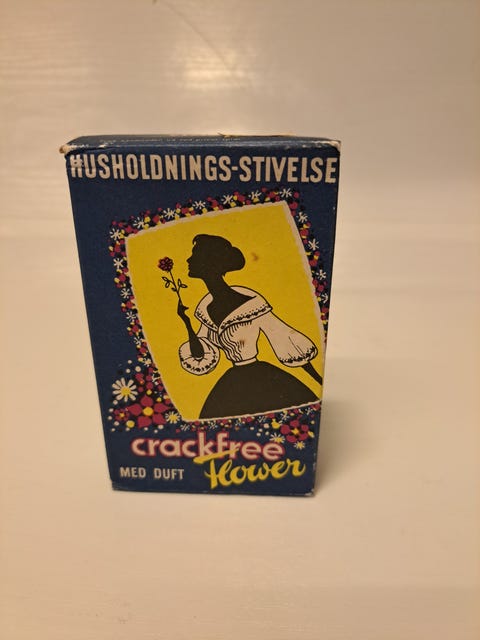 HUSHOLDNINGS-STIVELSE
crackfree
MED DUFT Flower